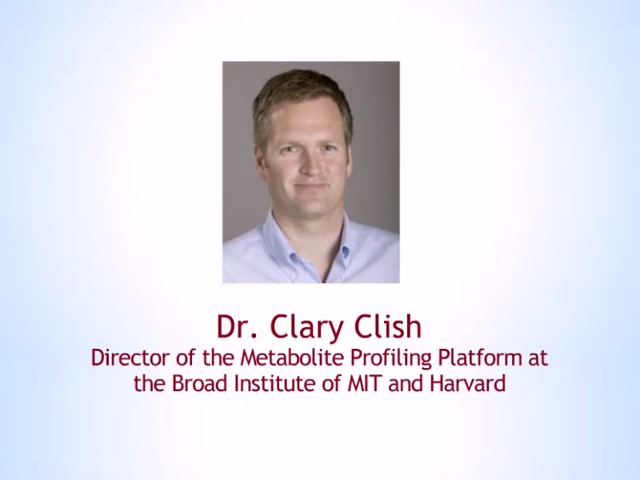 Dr. Clary Clish
Director of the Metabolite Profiling Platform at
the Broad Institute of MIT and Harvard